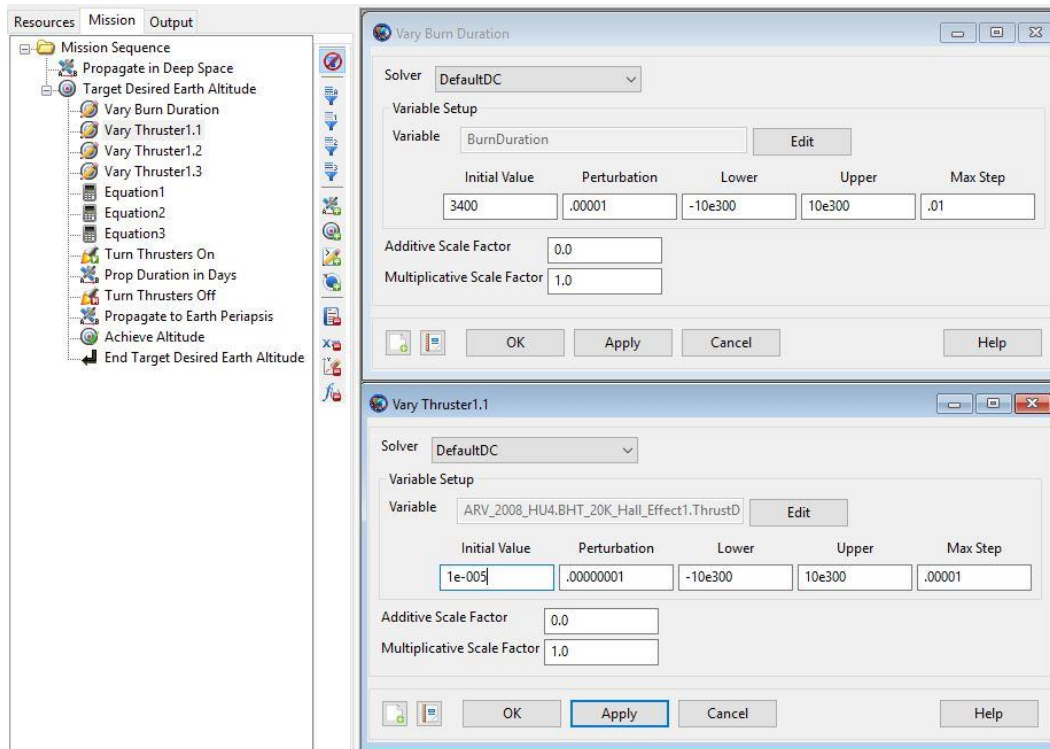 Resources Mission Output
Mission Sequence
Propagate in Deep Space
Target Desired Earth Altitude
Vary Burn Duration
Vary Thruster1.1
Vary Thruster1.2
Vary Thruster1.3
Equation1
Equation2
Equation3
Turn Thrusters On
Prop Duration in Days
Turn Thrusters Off
Propagate to Earth Periapsis
Achieve Altitude
End Target Desired Earth Altitude
Vary Burn Duration
Solver DefaultDC
Variable Setup
Variable BurnDuration Edit
Initial Value Perturbation Lower Upper Max Step
3400 .00001 -10e300 10e300 .01
Additive Scale Factor 0.0
Multiplicative Scale Factor 1.0
OK Apply Cancel Help
Vary Thruster1.1
Solver DefaultDC
Variable Setup
Variable ARV_2008_HU4.BHT_20K_Hall_Effect1.ThrustD Edit
Initial Value Perturbation Lower Upper Max Step
1e-005 .00000001 -10e300 10e300 .00001
Additive Scale Factor 0.0
Multiplicative Scale Factor 1.0
OK Apply Cancel Help